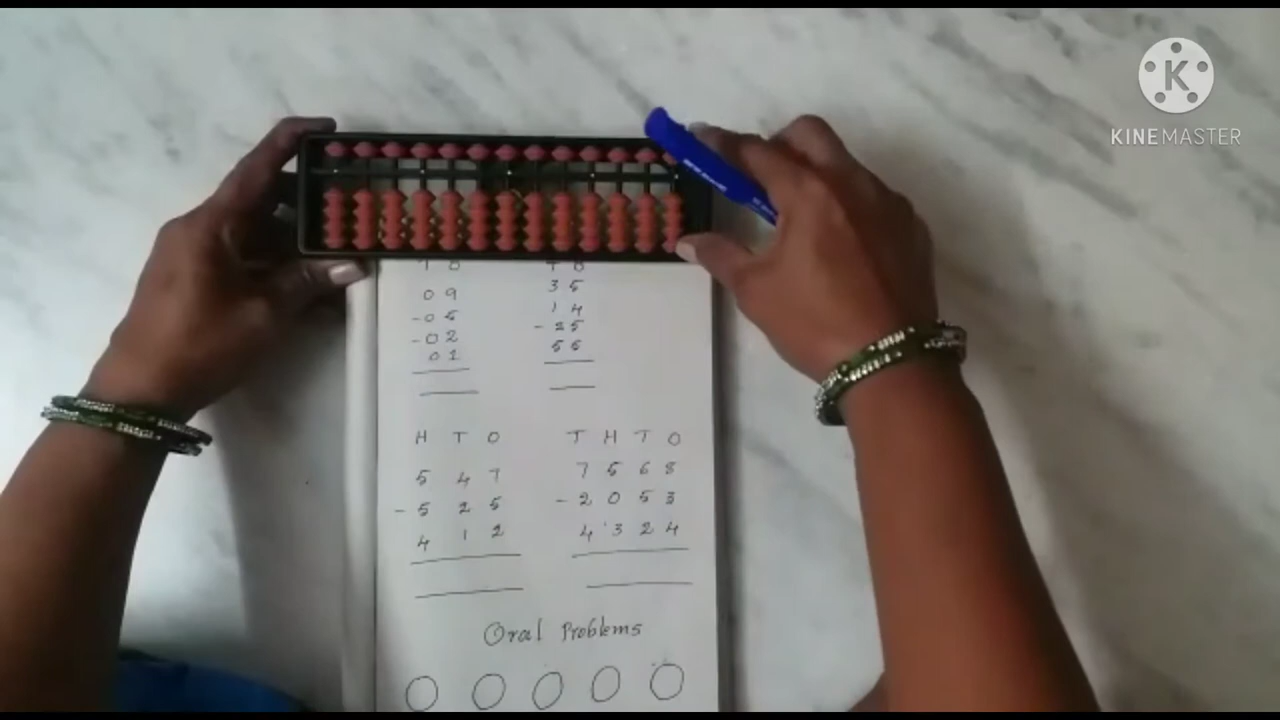 K
KINEMASTER
T O
09
-05
-02
01
T O
35
14
-25
55
H T O
5 4 7
- 5 2 5
4 1 2
T H T O
7 5 6 8
- 2 0 5 3
4 3 2 4
Oral Problems